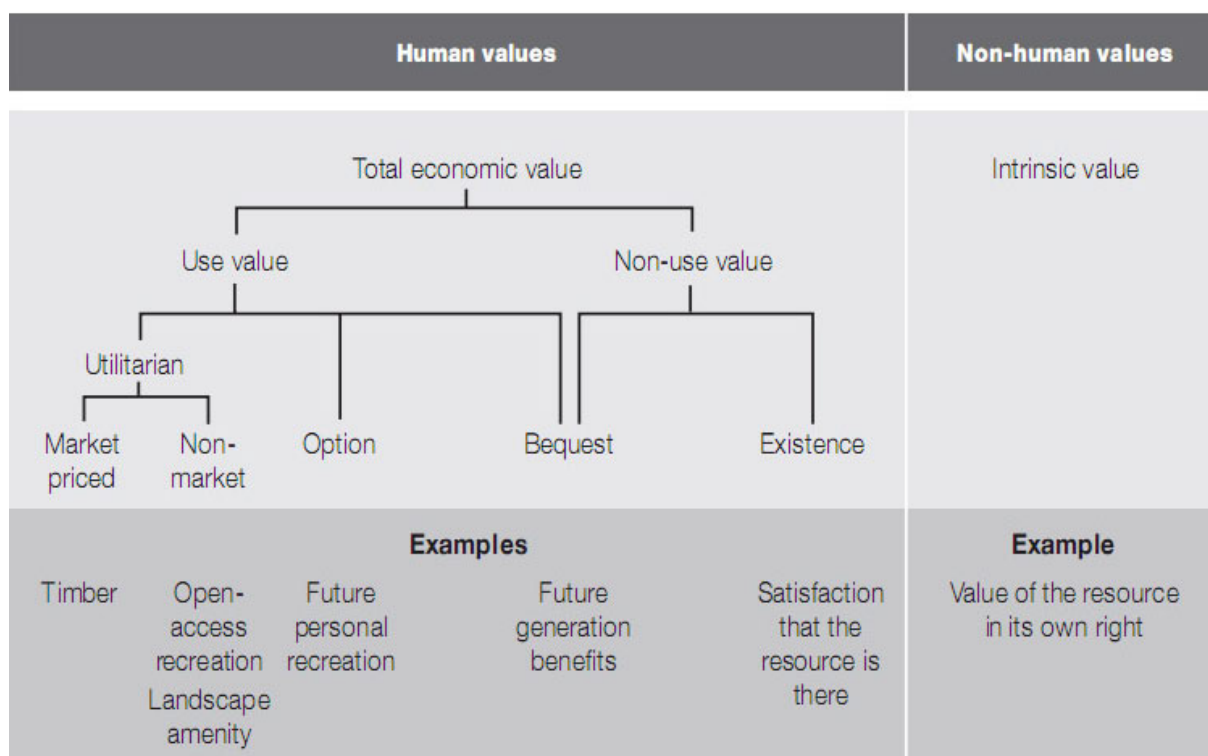 Human values
Non-human values
Total economic value
Intrinsic value
Use value
Non-use value
Utilitarian
Market
priced
Non-
market
Option
Bequest
Existence
Examples
Example
Timber
Open-
access
recreation
Landscape
amenity
Future
personal
recreation
Future
generation
benefits
Satisfaction
that the
resource is
there
Value of the resource
in its own right